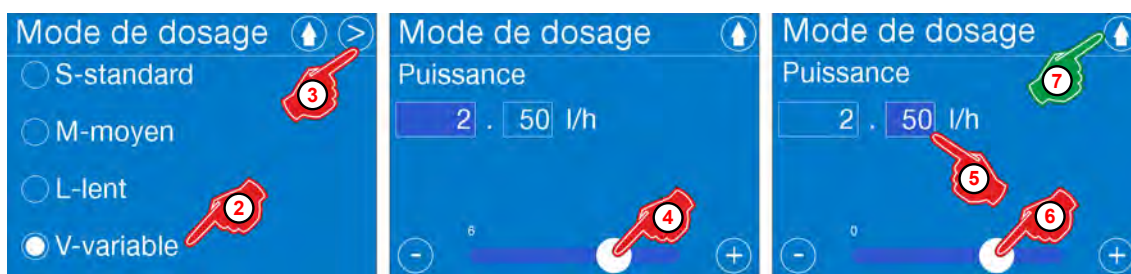 Mode de dosage >
S-standard
3
M-moyen
L-lent
2
V-variable
Mode de dosage
Puissance
2 . 50 l/h
4
6
- +
Mode de dosage
7
Puissance
2 . 50 l/h
5
6
0
- +